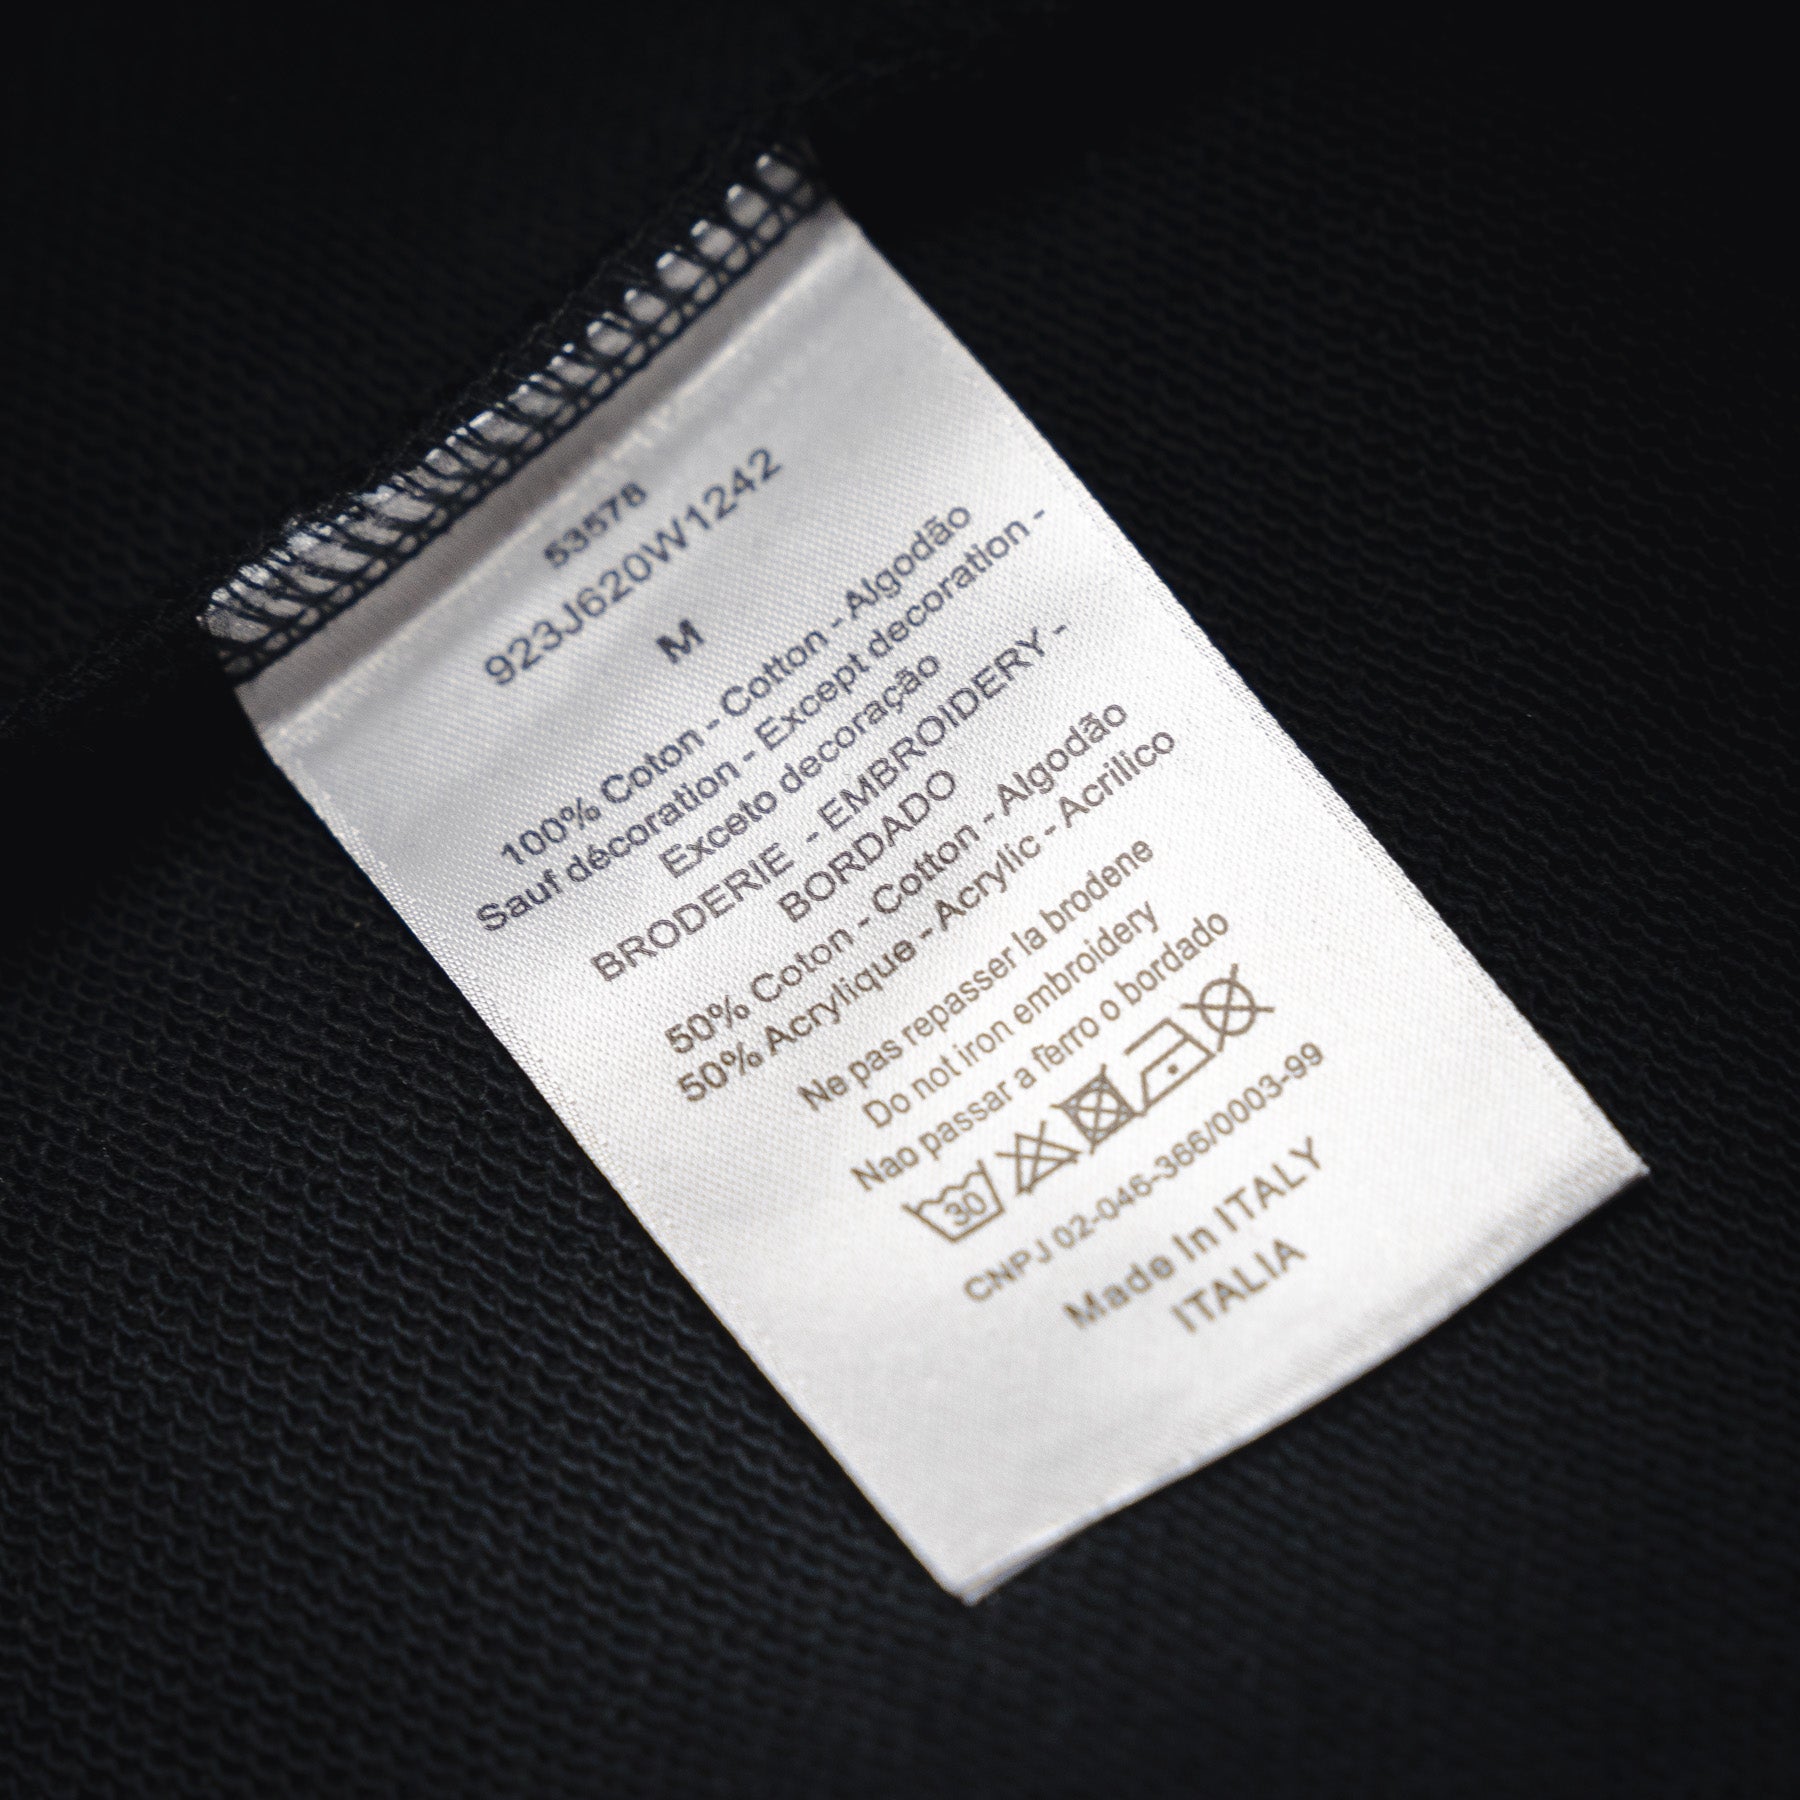 53578
923J620W1242
M
100% Coton - Cotton - Algodão
Sauf décoration - Except decoration -
Exceto decoração
BRODERIE - EMBROIDERY -
BORDADO
50% Coton - Cotton - Algodão
50% Acrylique - Acrylic - Acrilico
Ne pas repasser la brodene
Do not iron embroidery
Nao passar a ferro o bordado
30
CNPJ 02-046-366/0003-99
Made In ITALY
ITALIA